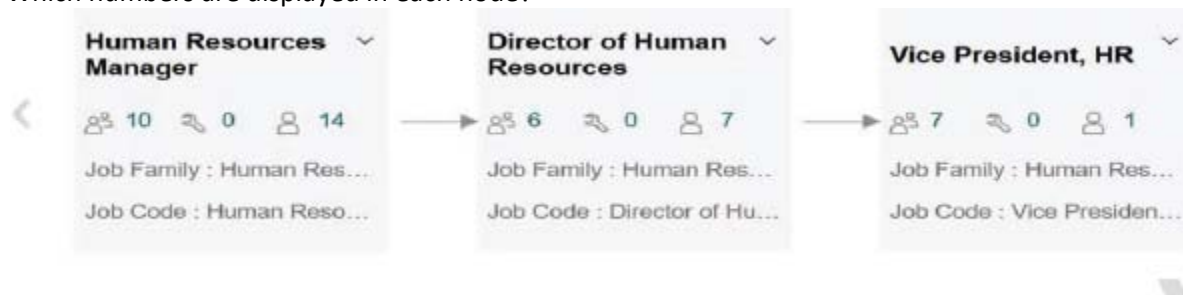 Which numbers are displayed in each node?
Human Resources Manager
10 0 14
Job Family : Human Res...
Job Code : Human Reso...
Director of Human Resources
6 0 7
Job Family : Human Res...
Job Code : Director of Hu...
Vice President, HR
7 0 1
Job Family : Human Res...
Job Code : Vice Presiden...